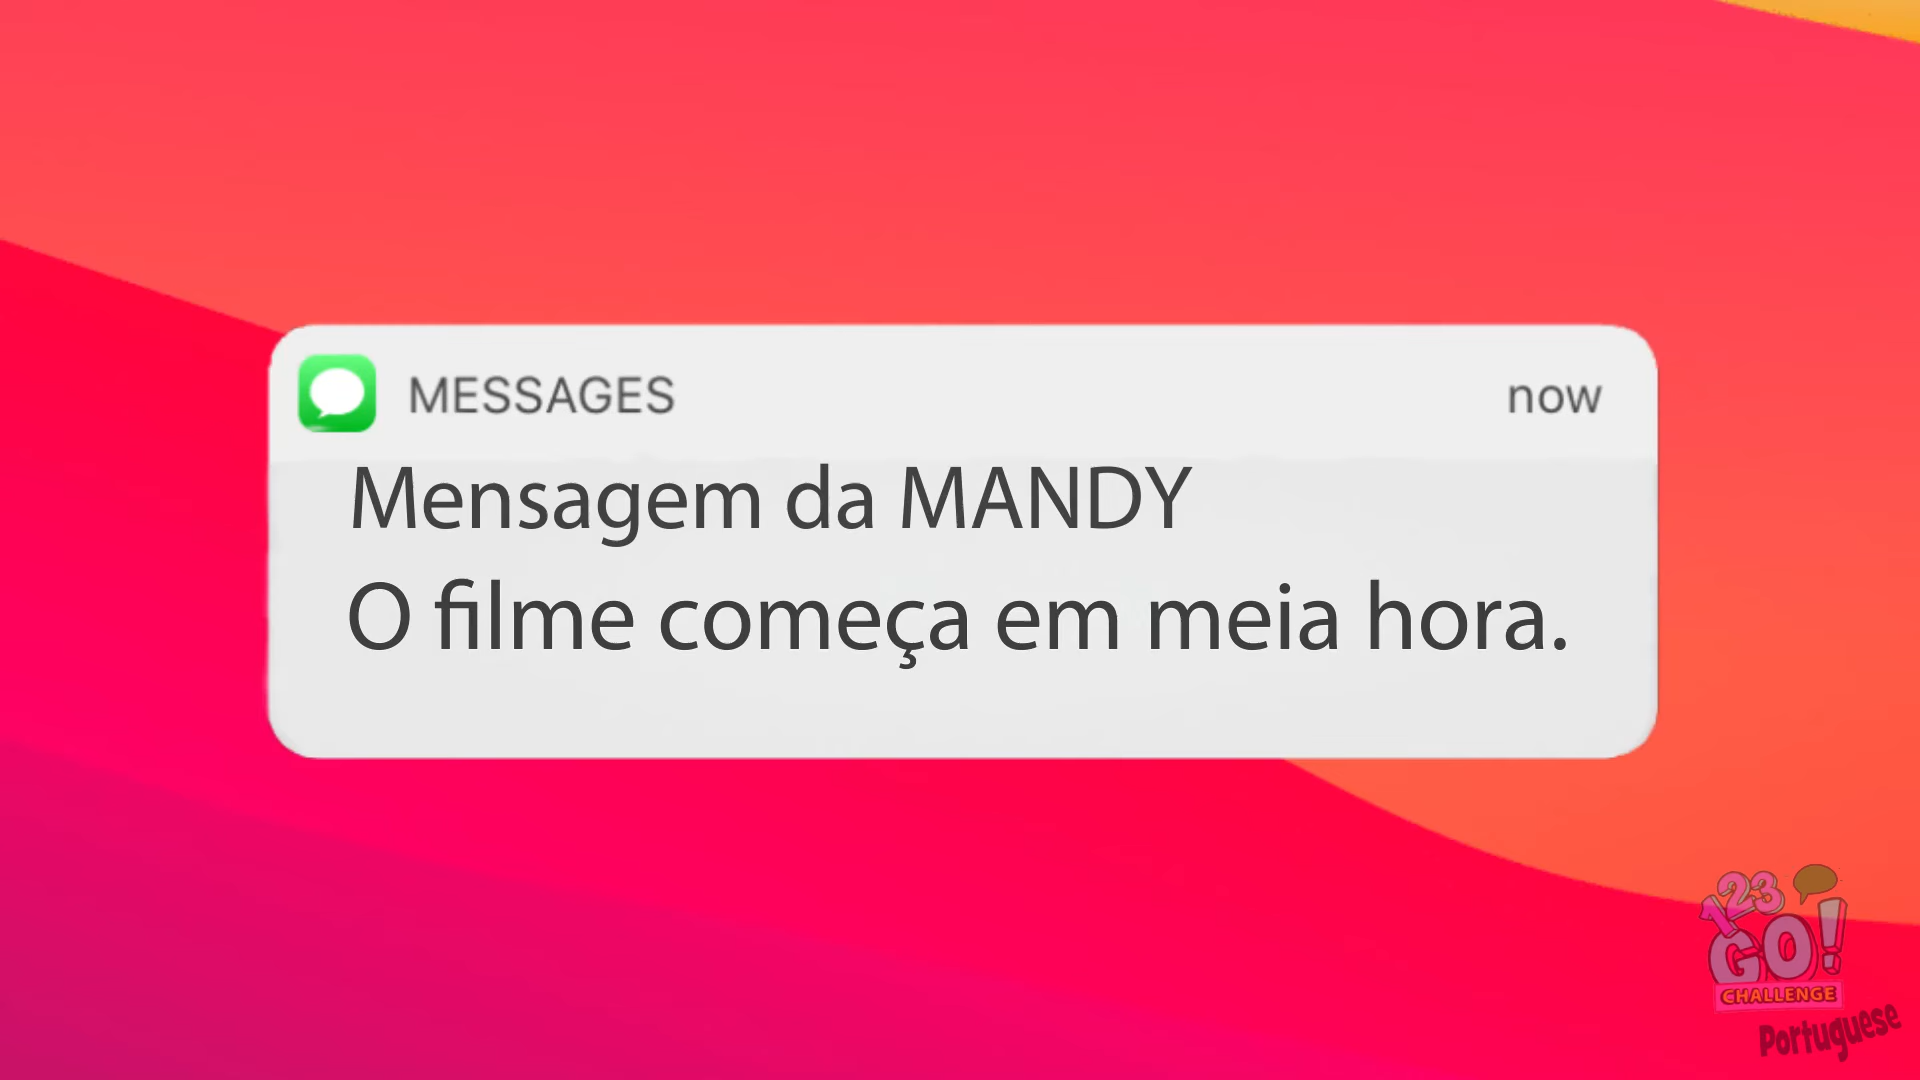 MESSAGES now
Mensagem da MANDY
O filme começa em meia hora.
123
GO!
CHALLENGE
Portuguese